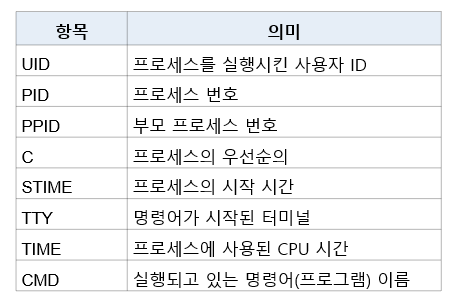 항목 의미
UID 프로세스를 실행시킨 사용자 ID
PID 프로세스 번호
PPID 부모 프로세스 번호
C 프로세스의 우선순의
STIME 프로세스의 시작 시간
TTY 명령어가 시작된 터미널
TIME 프로세스에 사용된 CPU 시간
CMD 실행되고 있는 명령어(프로그램) 이름